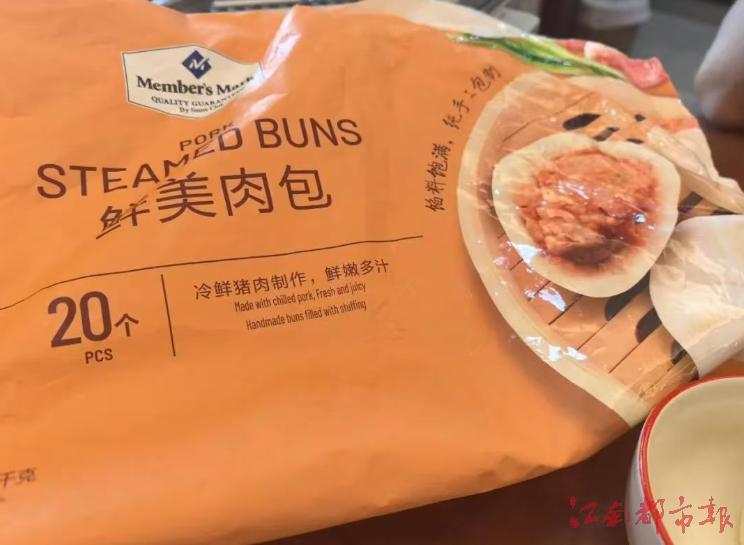 Member's Mark
QUALITY GUARANTEED
PORK
STEAMED BUNS
鲜美肉包
馅料饱满，纯手工包制
20个
PCS
冷鲜猪肉制作，鲜嫩多汁
Made with chilled pork, Fresh and juicy
Handmade buns filled with stuffing
千克
江南都市报